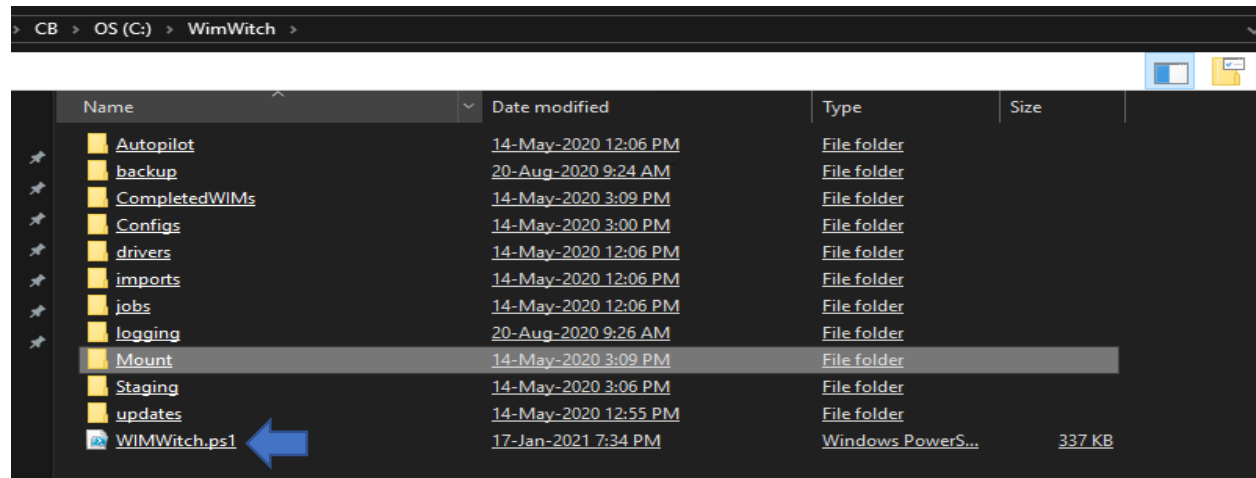 › CB › OS (C:) › WimWitch ›
Name Date modified Type Size
Autopilot 14-May-2020 12:06 PM File folder
backup 20-Aug-2020 9:24 AM File folder
CompletedWIMs 14-May-2020 3:09 PM File folder
Configs 14-May-2020 3:00 PM File folder
drivers 14-May-2020 12:06 PM File folder
imports 14-May-2020 12:06 PM File folder
jobs 14-May-2020 12:06 PM File folder
logging 20-Aug-2020 9:26 AM File folder
Mount 14-May-2020 3:09 PM File folder
Staging 14-May-2020 3:06 PM File folder
updates 14-May-2020 12:55 PM File folder
WIMWitch.ps1 17-Jan-2021 7:34 PM Windows PowerS... 337 KB